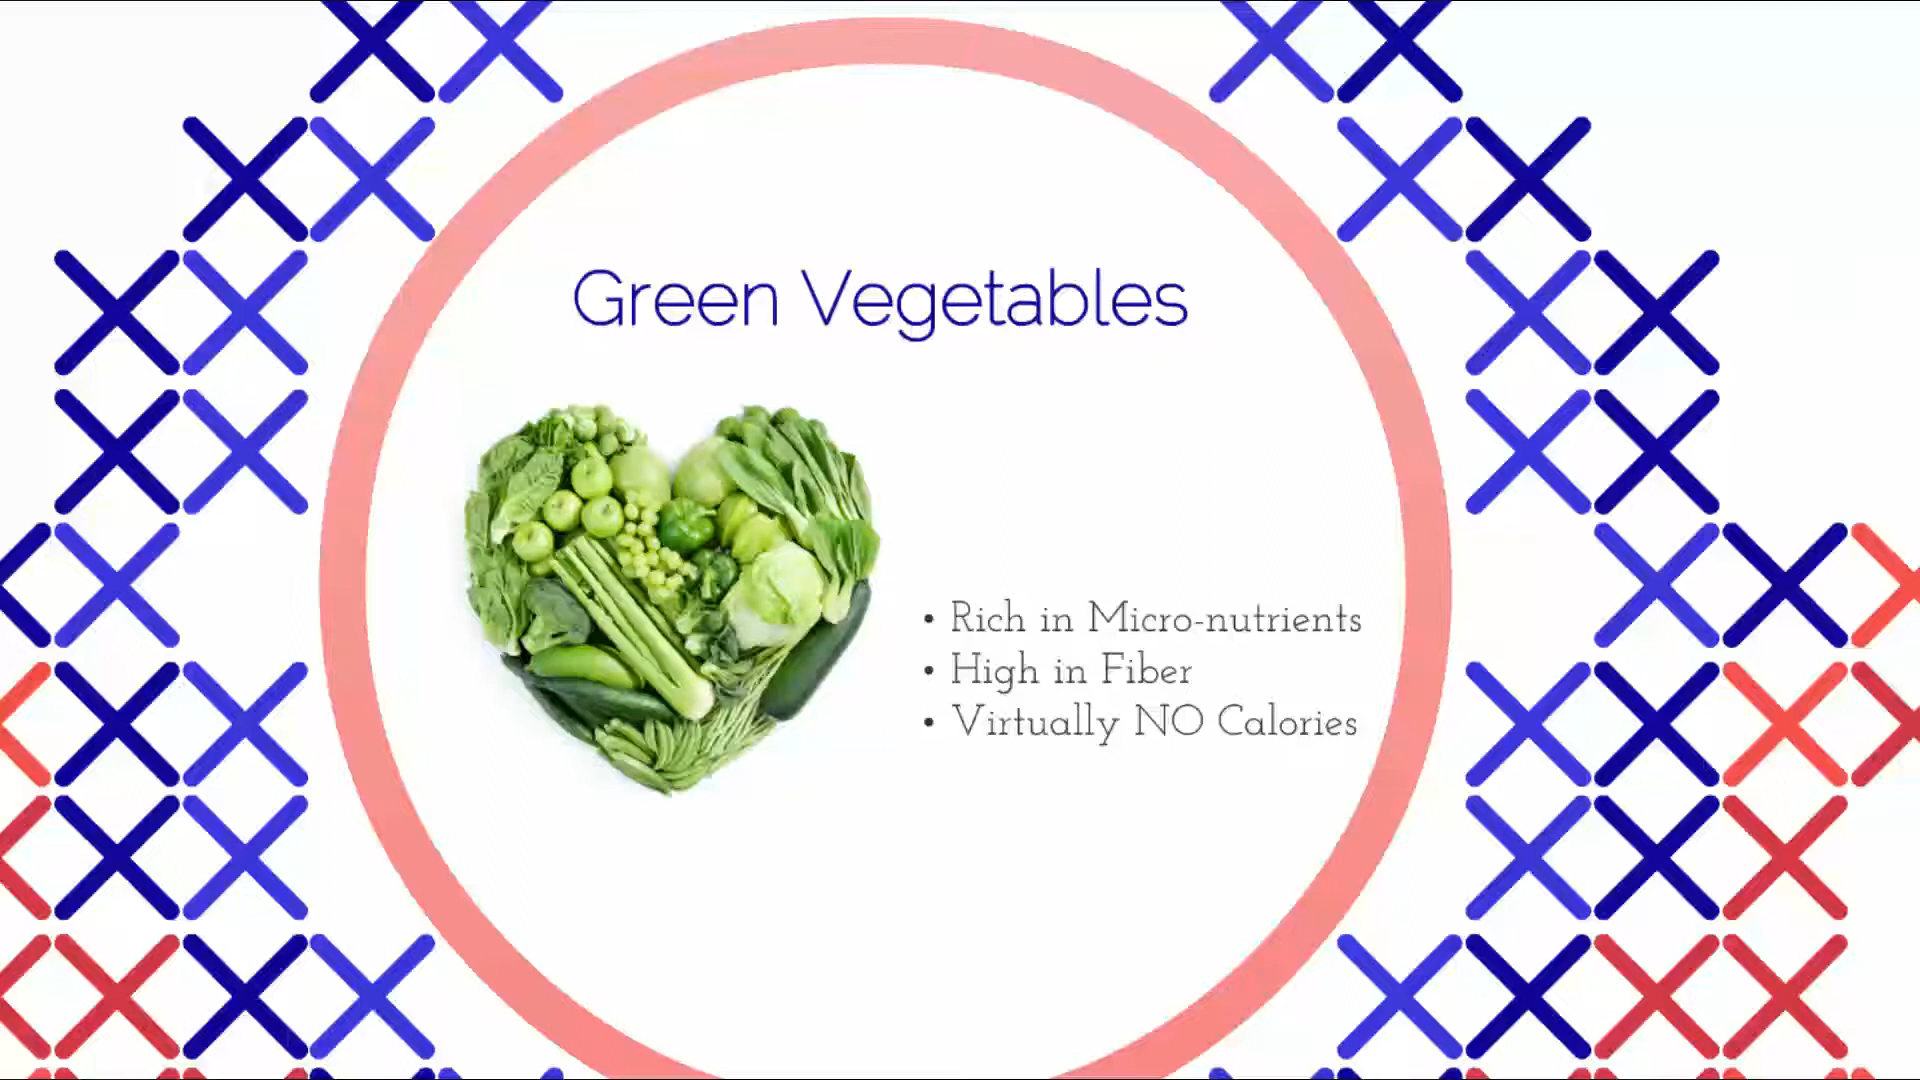 Green Vegetables
• Rich in Micro-nutrients
• High in Fiber
• Virtually NO Calories